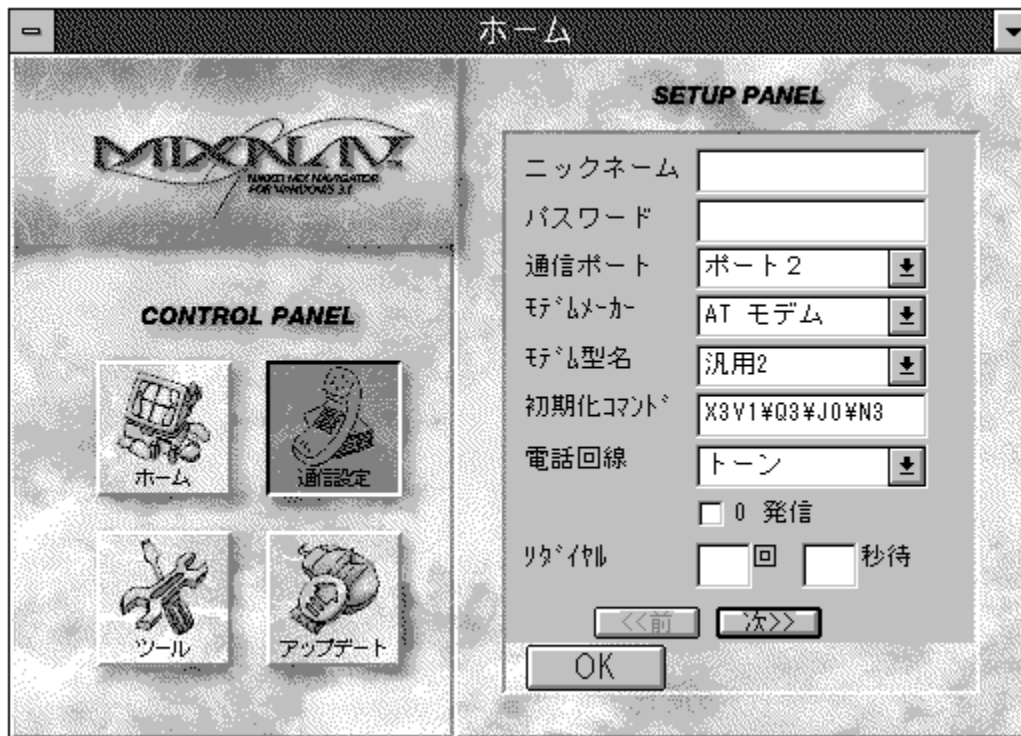 ホーム
MIXNAV™
NIKKEI MIX NAVIGATOR
FOR WINDOWS 3.1
CONTROL PANEL
ホーム
通信設定
ツール
アップデート
SETUP PANEL
ニックネーム
パスワード
通信ポート ポート2
ﾓﾃﾞﾑﾒｰｶｰ AT モデム
ﾓﾃﾞﾑ型名 汎用2
初期化ｺﾏﾝﾄﾞ X3V1¥Q3¥J0¥N3
電話回線 トーン
0 発信
ﾘﾀﾞｲﾔﾙ 回 秒待
<<前 次>>
OK